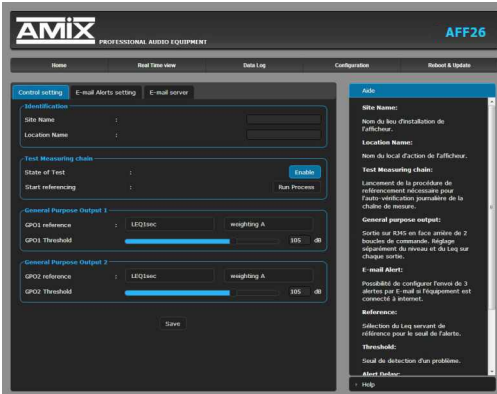 AMiX
PROFESSIONAL AUDIO EQUIPMENT
AFF26
Home Real Time view Data Log Configuration Reboot & Update
Control setting E-mail Alerts setting E-mail server
Identification
Site Name :
Location Name :
Test Measuring chain
State of Test : Enable
Start referencing : Run Process
General Purpose Output 1
GPO1 reference : LEQ1sec weighting A
GPO1 Threshold 105 dB
General Purpose Output 2
GPO2 reference : LEQ1sec weighting A
GPO2 Threshold 105 dB
Save
Aide
Site Name:
Nom du lieu d'installation de
l'afficheur.
Location Name:
Nom du local d'action de l'afficheur.
Test Measuring chain:
Lancement de la procédure de
référencement nécessaire pour
l'auto-vérification journalière de la
chaîne de mesure.
General purpose output:
Sortie sur RJ45 en face arrière de 2
boucles de commande. Réglage
séparément du niveau et du Leq sur
chaque sortie.
E-mail Alert:
Possibilité de configurer l'envoi de 3
alertes par E-mail si l'équipement est
connecté à internet.
Reference:
Sélection du Leq servant de
référence pour le seuil de l'alerte.
Threshold:
Seuil de detection d'un problème.
Alert Delay:
Help